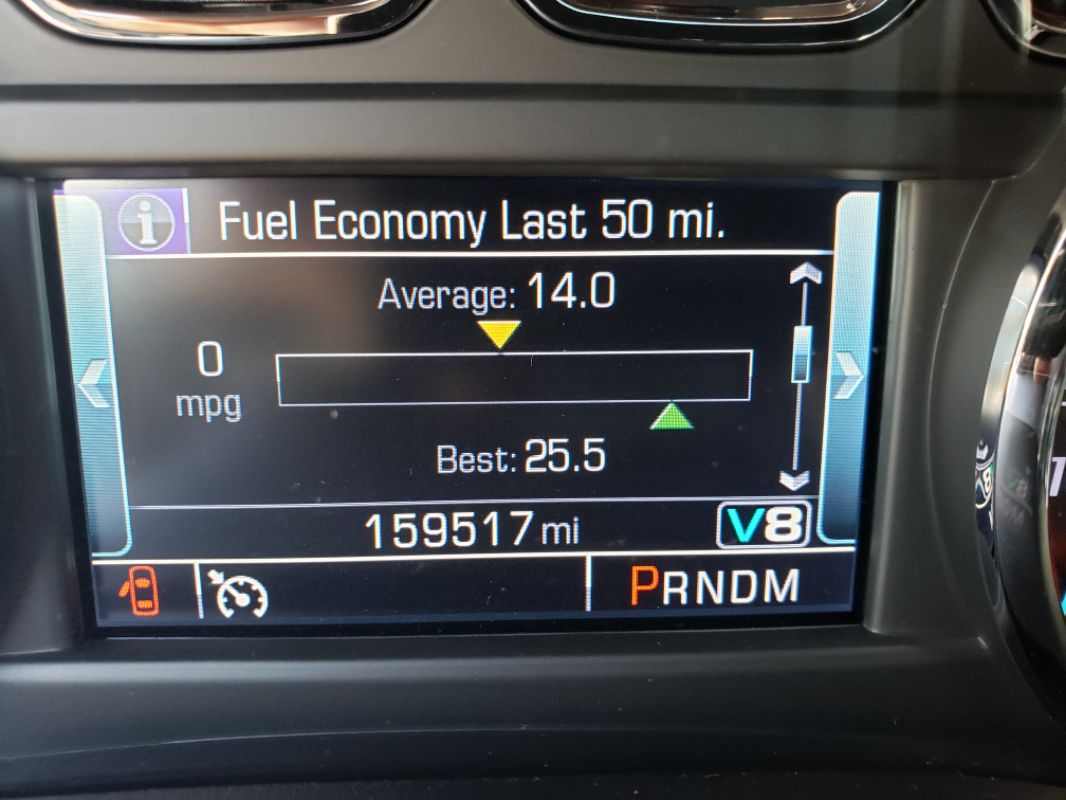 i Fuel Economy Last 50 mi.
Average: 14.0
0
mpg
Best: 25.5
159517 mi V8
PRNDM